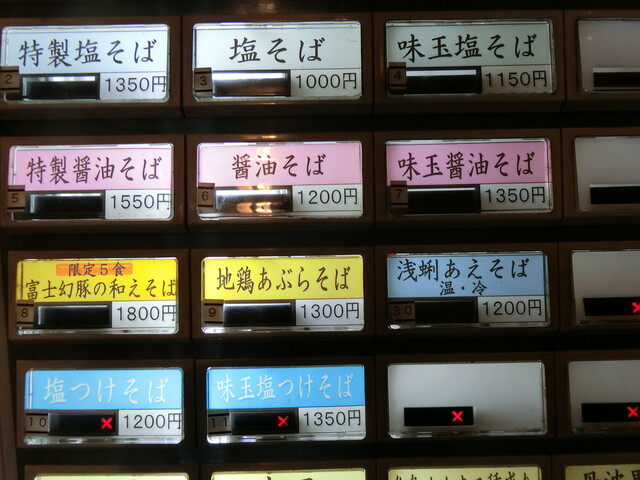 特製塩そば
2 1350円
塩そば
3 1000円
味玉塩そば
4 1150円
特製醤油そば
5 1550円
醤油そば
6 1200円
味玉醤油そば
7 1350円
限定5食
富士幻豚の和えそば
8 1800円
地鶏あぶらそば
9 1300円
浅蜊あえそば
温・冷
30 1200円
塩つけそば
10 × 1200円
味玉塩つけそば
11 × 1350円